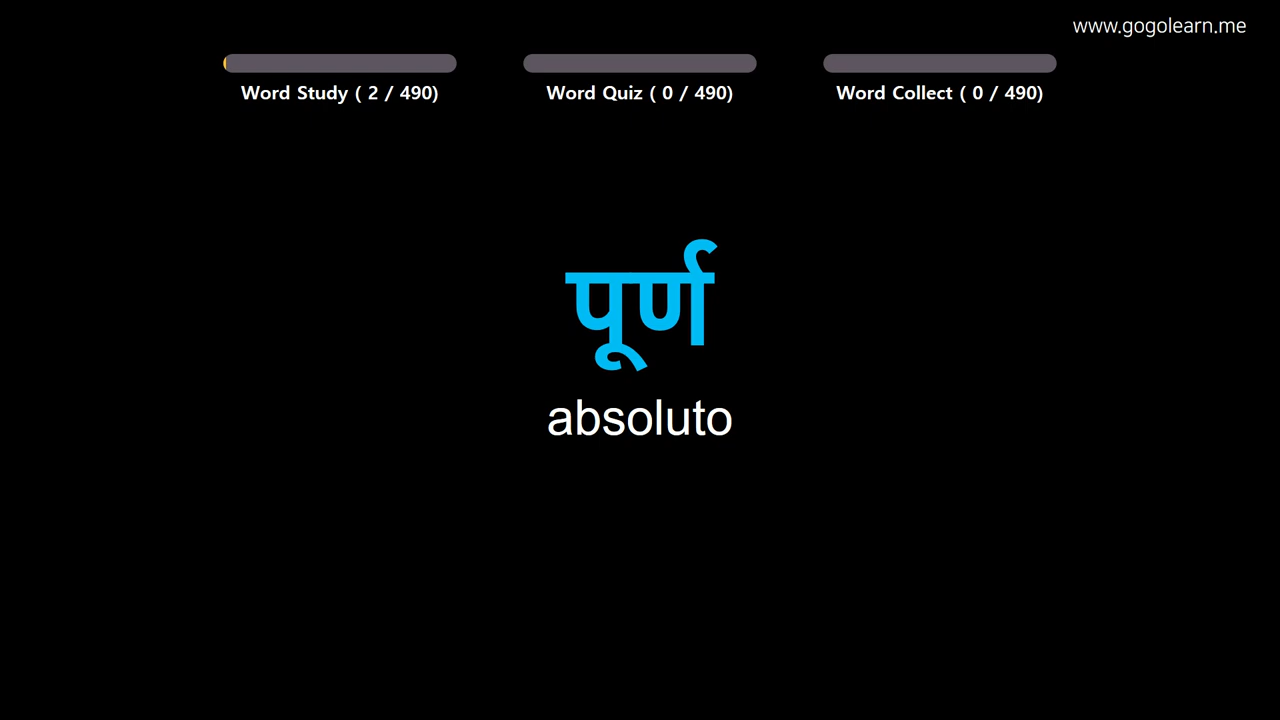 www.gogolearn.me
Word Study ( 2 / 490)
Word Quiz ( 0 / 490)
Word Collect ( 0 / 490)
पूर्ण
absoluto